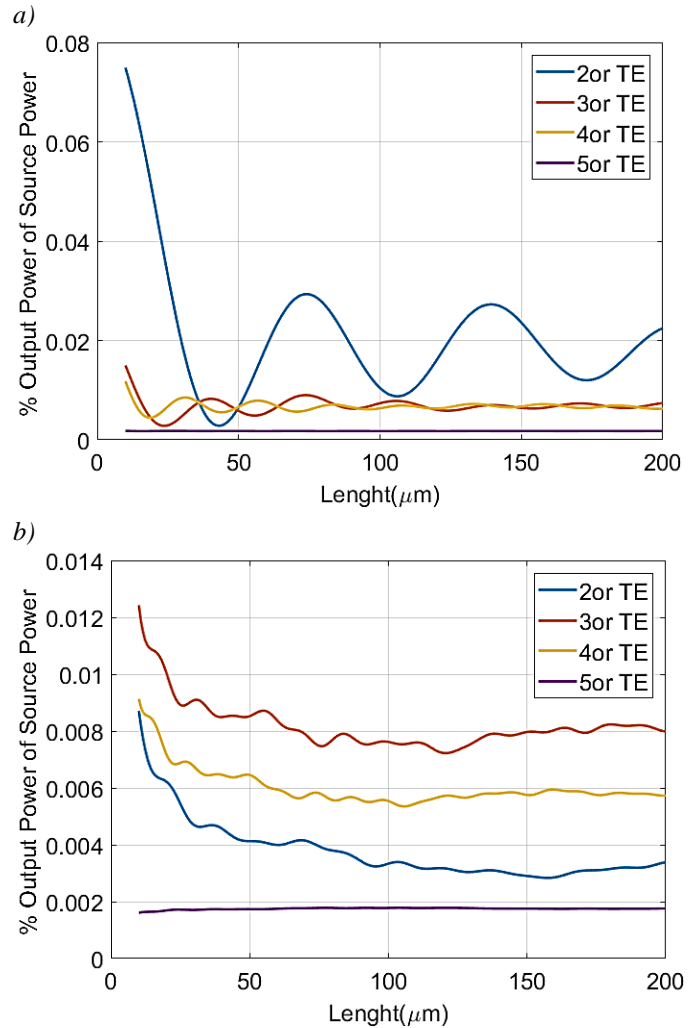 a)
% Output Power of Source Power
0.08
0.06
0.04
0.02
0
2or TE
3or TE
4or TE
5or TE
0 50 100 150 200
Lenght(μm)
b)
% Output Power of Source Power
0.014
0.012
0.01
0.008
0.006
0.004
0.002
0
2or TE
3or TE
4or TE
5or TE
0 50 100 150 200
Lenght(μm)